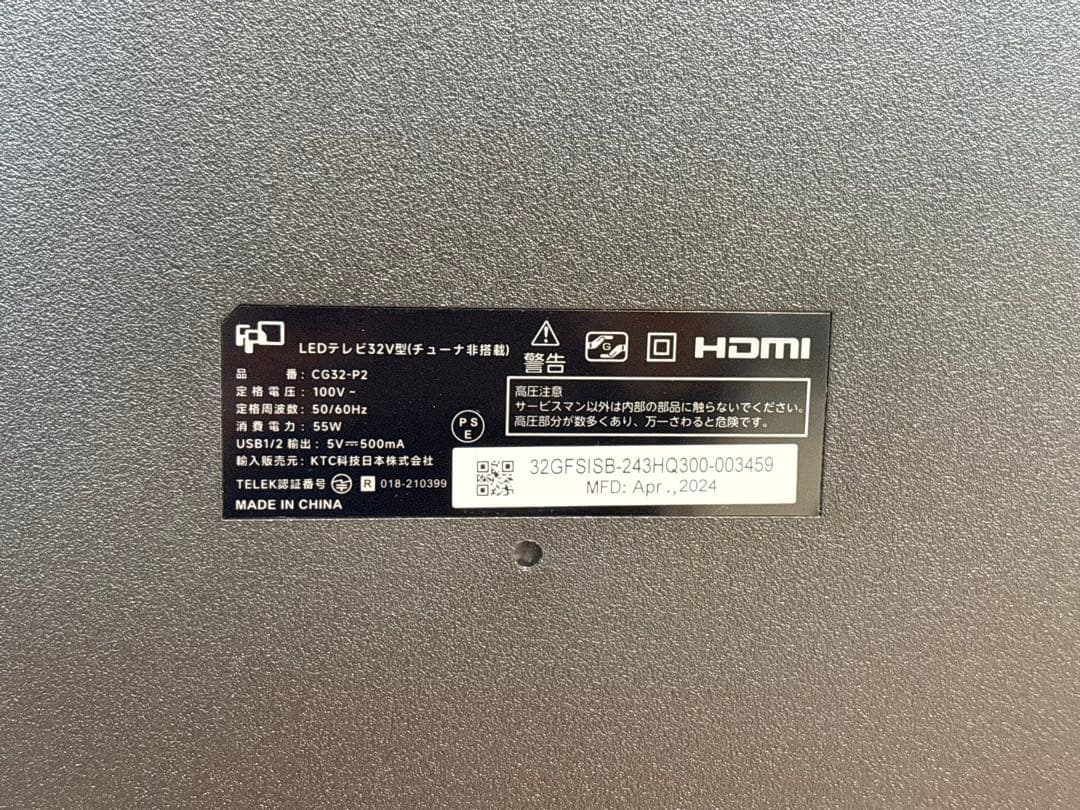 LEDテレビ32V型(チューナ非搭載)
品 番: CG32-P2
定格電圧: 100V ~
定格周波数: 50/60Hz
消費電力: 55W
USB1/2 輸出: 5V⎓500mA
輸入販売元: KTC科技日本株式会社
TELEK認証番号 R 018-210399
MADE IN CHINA
PS
E
警告
G
HDMI
高圧注意
サービスマン以外は内部の部品に触らないでください。
高圧部分が数多くあり、万一さわると危険です。
32GFSISB-243HQ300-003459
MFD: Apr.,2024